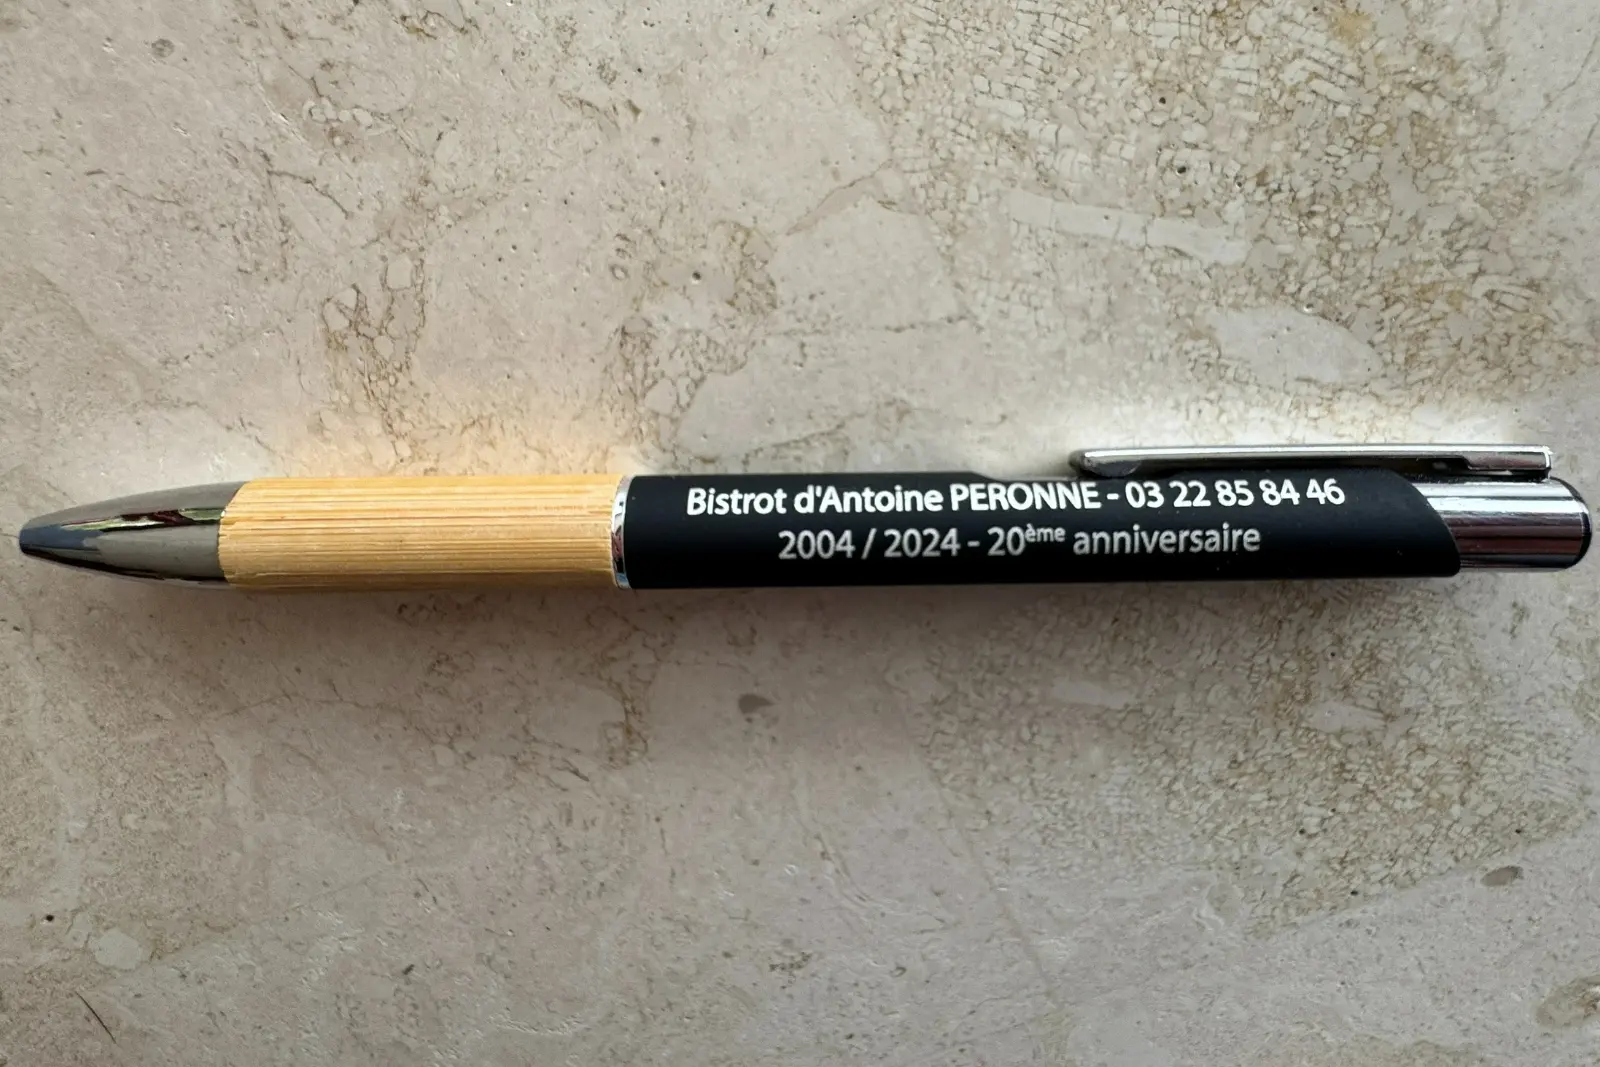 Bistrot d'Antoine PERONNE - 03 22 85 84 46
2004 / 2024 - 20ème anniversaire